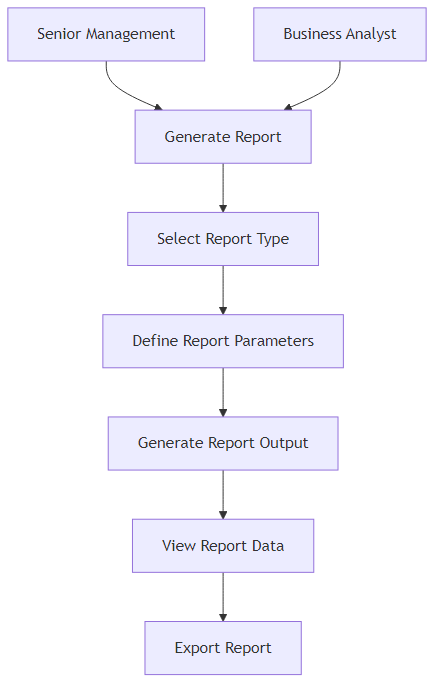 Senior Management
Business Analyst
Generate Report
Select Report Type
Define Report Parameters
Generate Report Output
View Report Data
Export Report